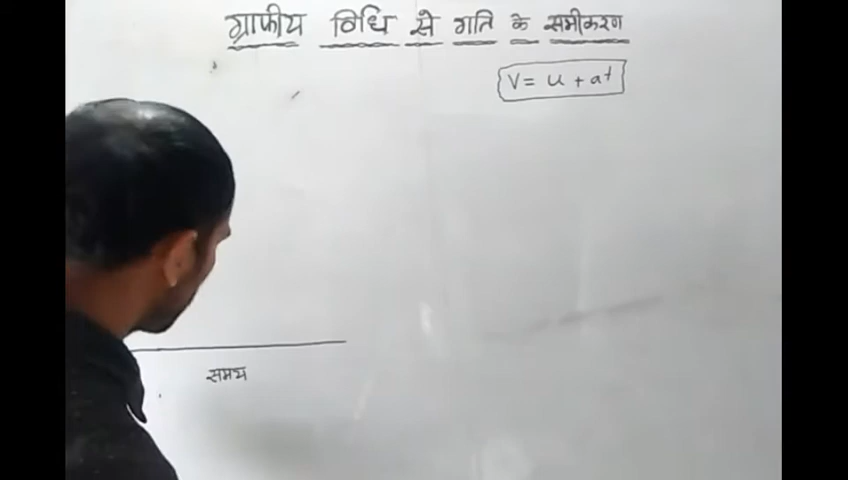 ग्राफीय विधि से गति के समीकरण
V = u + at
समय